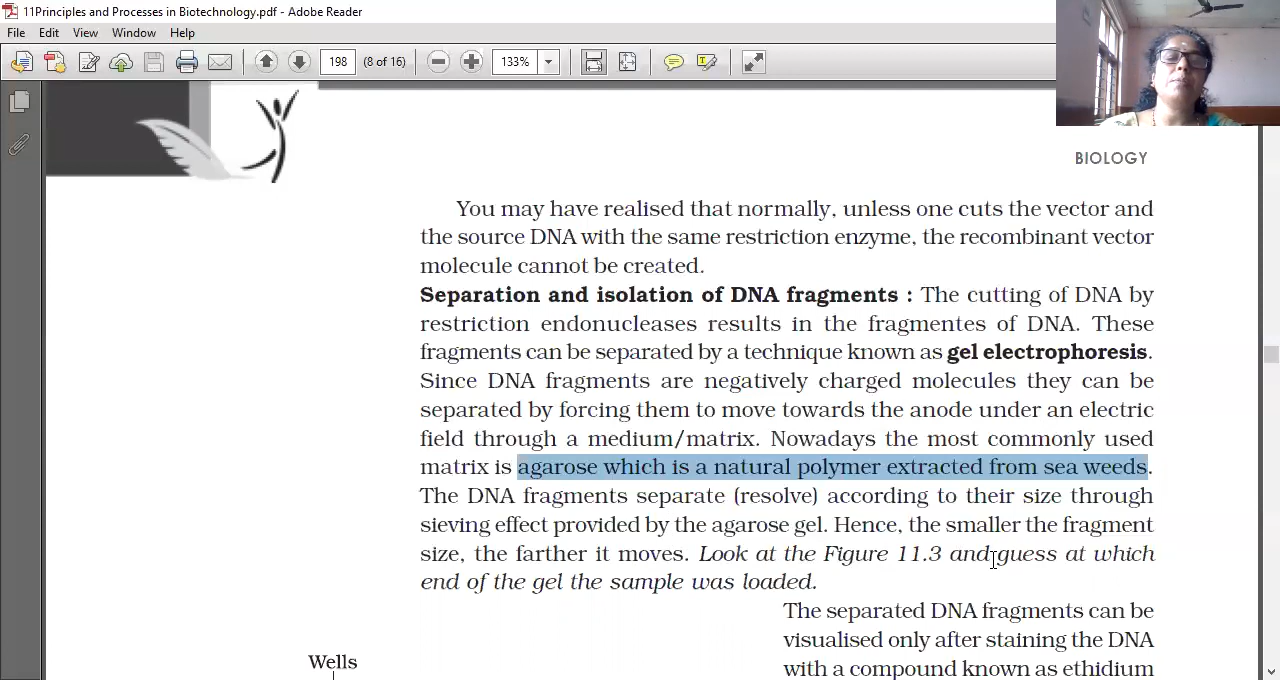 11Principles and Processes in Biotechnology.pdf - Adobe Reader
File Edit View Window Help
198 (8 of 16) 133%
BIOLOGY
You may have realised that normally, unless one cuts the vector and
the source DNA with the same restriction enzyme, the recombinant vector
molecule cannot be created.
Separation and isolation of DNA fragments : The cutting of DNA by
restriction endonucleases results in the fragmentes of DNA. These
fragments can be separated by a technique known as gel electrophoresis.
Since DNA fragments are negatively charged molecules they can be
separated by forcing them to move towards the anode under an electric
field through a medium/matrix. Nowadays the most commonly used
matrix is agarose which is a natural polymer extracted from sea weeds.
The DNA fragments separate (resolve) according to their size through
sieving effect provided by the agarose gel. Hence, the smaller the fragment
size, the farther it moves. Look at the Figure 11.3 and guess at which
end of the gel the sample was loaded.
The separated DNA fragments can be
visualised only after staining the DNA
Wells
with a compound known as ethidium